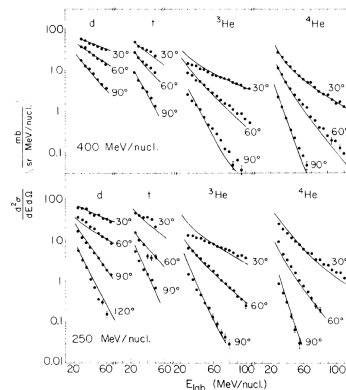 d t ³He ⁴He
10
1.0
0.1
30° 30° 30° 30°
60° 60° 60° 60°
90° 90° 90° 90°
400 MeV/nucl.
mb
sr MeV/nucl.
d²σ
dE dΩ
d t ³He ⁴He
100
10
1
0.1
0.01
30° 30° 30° 30°
60° 60° 60° 60°
90° 90° 90° 90°
120°
250 MeV/nucl.
20 60 20 60 20 60 100 20 60 100
E_lab (MeV/nucl.)